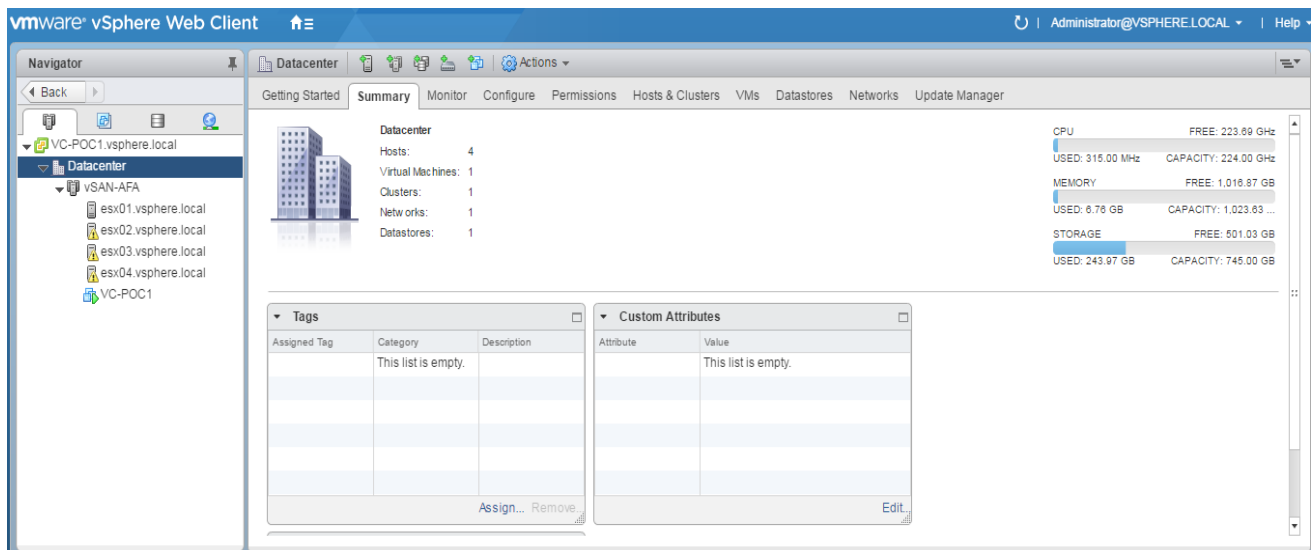 vmware® vSphere Web Client
Administrator@VSPHERE.LOCAL | Help
Navigator
Back
VC-POC1.vsphere.local
Datacenter
vSAN-AFA
esx01.vsphere.local
esx02.vsphere.local
esx03.vsphere.local
esx04.vsphere.local
VC-POC1
Datacenter Actions
Getting Started Summary Monitor Configure Permissions Hosts & Clusters VMs Datastores Networks Update Manager
Datacenter
Hosts: 4
Virtual Machines: 1
Clusters: 1
Networks: 1
Datastores: 1
CPU FREE: 223.69 GHz
USED: 315.00 MHz CAPACITY: 224.00 GHz
MEMORY FREE: 1,016.87 GB
USED: 6.76 GB CAPACITY: 1,023.63 ...
STORAGE FREE: 501.03 GB
USED: 243.97 GB CAPACITY: 745.00 GB
Tags
Assigned Tag Category Description
This list is empty.
Assign... Remove...
Custom Attributes
Attribute Value
This list is empty.
Edit...